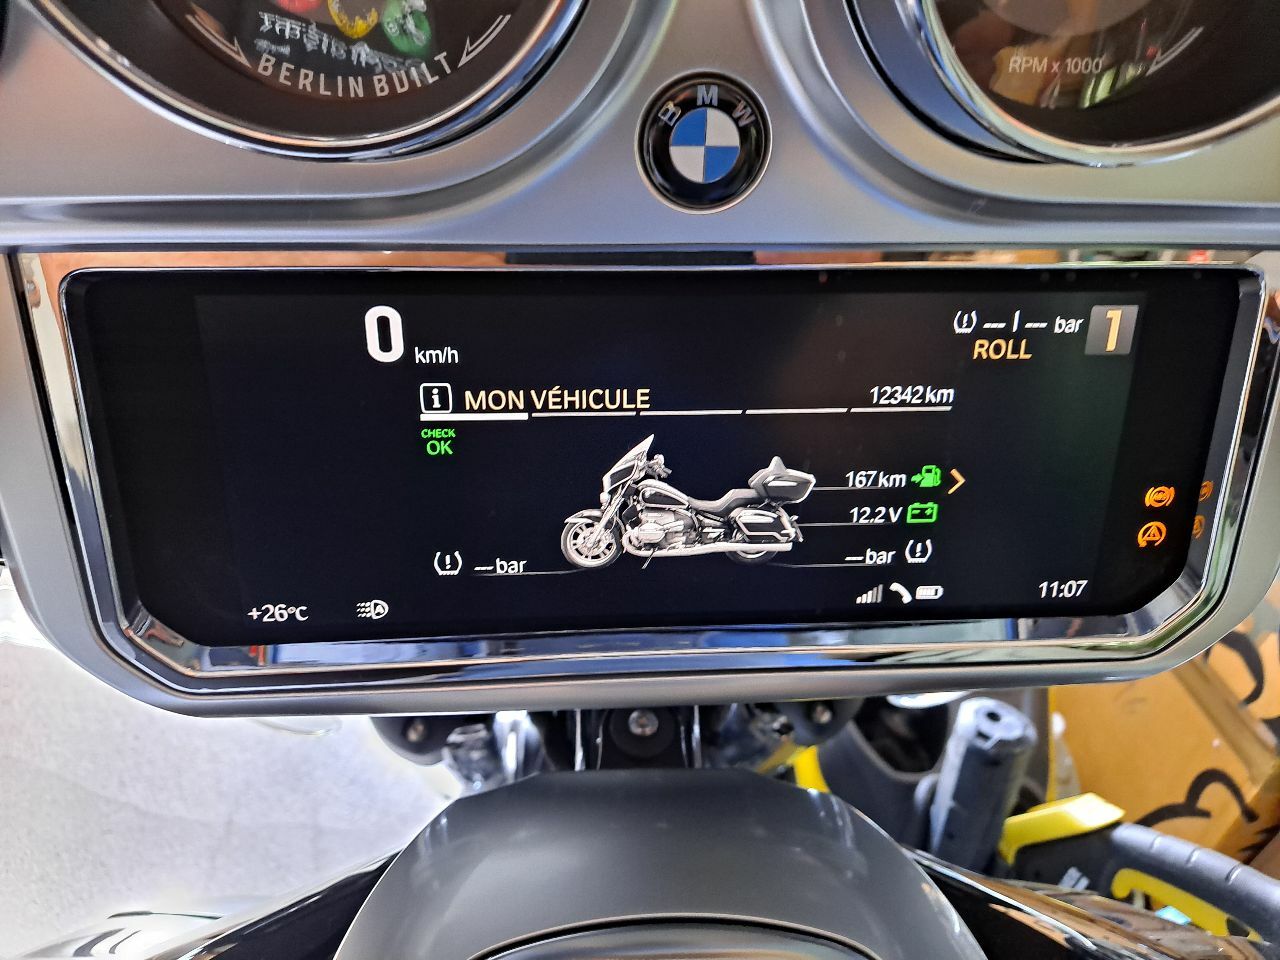 BERLIN BUILT
RPM x 1000
BMW
0 km/h
--- | --- bar
1
ROLL
i MON VÉHICULE 12342 km
CHECK
OK
167 km
12.2 V
--- bar
--- bar
+26°C
11:07